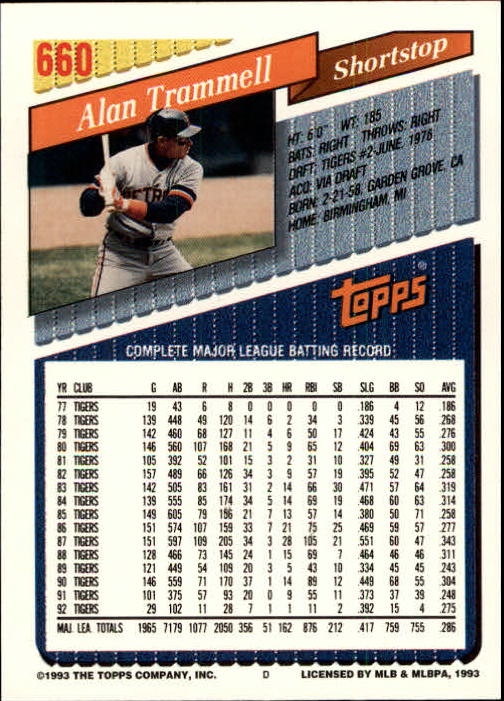 660
Alan Trammell
Shortstop
HT: 6'0" WT: 185
BATS: RIGHT THROWS: RIGHT
DRFT: TIGERS #2-JUNE, 1976
ACQ: VIA DRAFT
BORN: 2-21-58, GARDEN GROVE, CA
HOME: BIRMINGHAM, MI
DETRO
Topps®
COMPLETE MAJOR LEAGUE BATTING RECORD
YR CLUB G AB R H 2B 3B HR RBI SB SLG BB SO AVG
77 TIGERS 19 43 6 8 0 0 0 0 0 .186 4 12 .186
78 TIGERS 139 448 49 120 14 6 2 34 3 .339 45 56 .268
79 TIGERS 142 460 68 127 11 4 6 50 17 .424 43 55 .276
80 TIGERS 146 560 107 168 21 5 9 65 12 .404 69 63 .300
81 TIGERS 105 392 52 101 15 3 2 31 10 .327 49 31 .258
82 TIGERS 157 489 66 126 34 3 9 57 19 .395 52 47 .258
83 TIGERS 142 505 83 161 31 2 14 66 30 .471 57 64 .319
84 TIGERS 139 555 85 174 34 5 14 69 19 .468 60 63 .314
85 TIGERS 149 605 79 156 21 7 13 57 14 .380 50 71 .258
86 TIGERS 151 574 107 159 33 7 21 75 25 .469 59 57 .277
87 TIGERS 151 597 109 205 34 3 28 105 21 .551 60 47 .343
88 TIGERS 128 466 73 145 24 1 15 69 7 .464 46 46 .311
89 TIGERS 121 449 54 109 20 3 5 43 10 .334 45 45 .243
90 TIGERS 146 559 71 170 37 1 14 89 12 .449 68 55 .304
91 TIGERS 101 375 57 93 20 0 9 55 11 .373 37 39 .248
92 TIGERS 29 102 11 28 7 1 1 11 2 .392 15 4 .275
MAJ. LEA. TOTALS 1965 7179 1077 2050 356 51 162 876 212 .417 759 755 .286
©1993 THE TOPPS COMPANY, INC. D LICENSED BY MLB & MLBPA, 1993